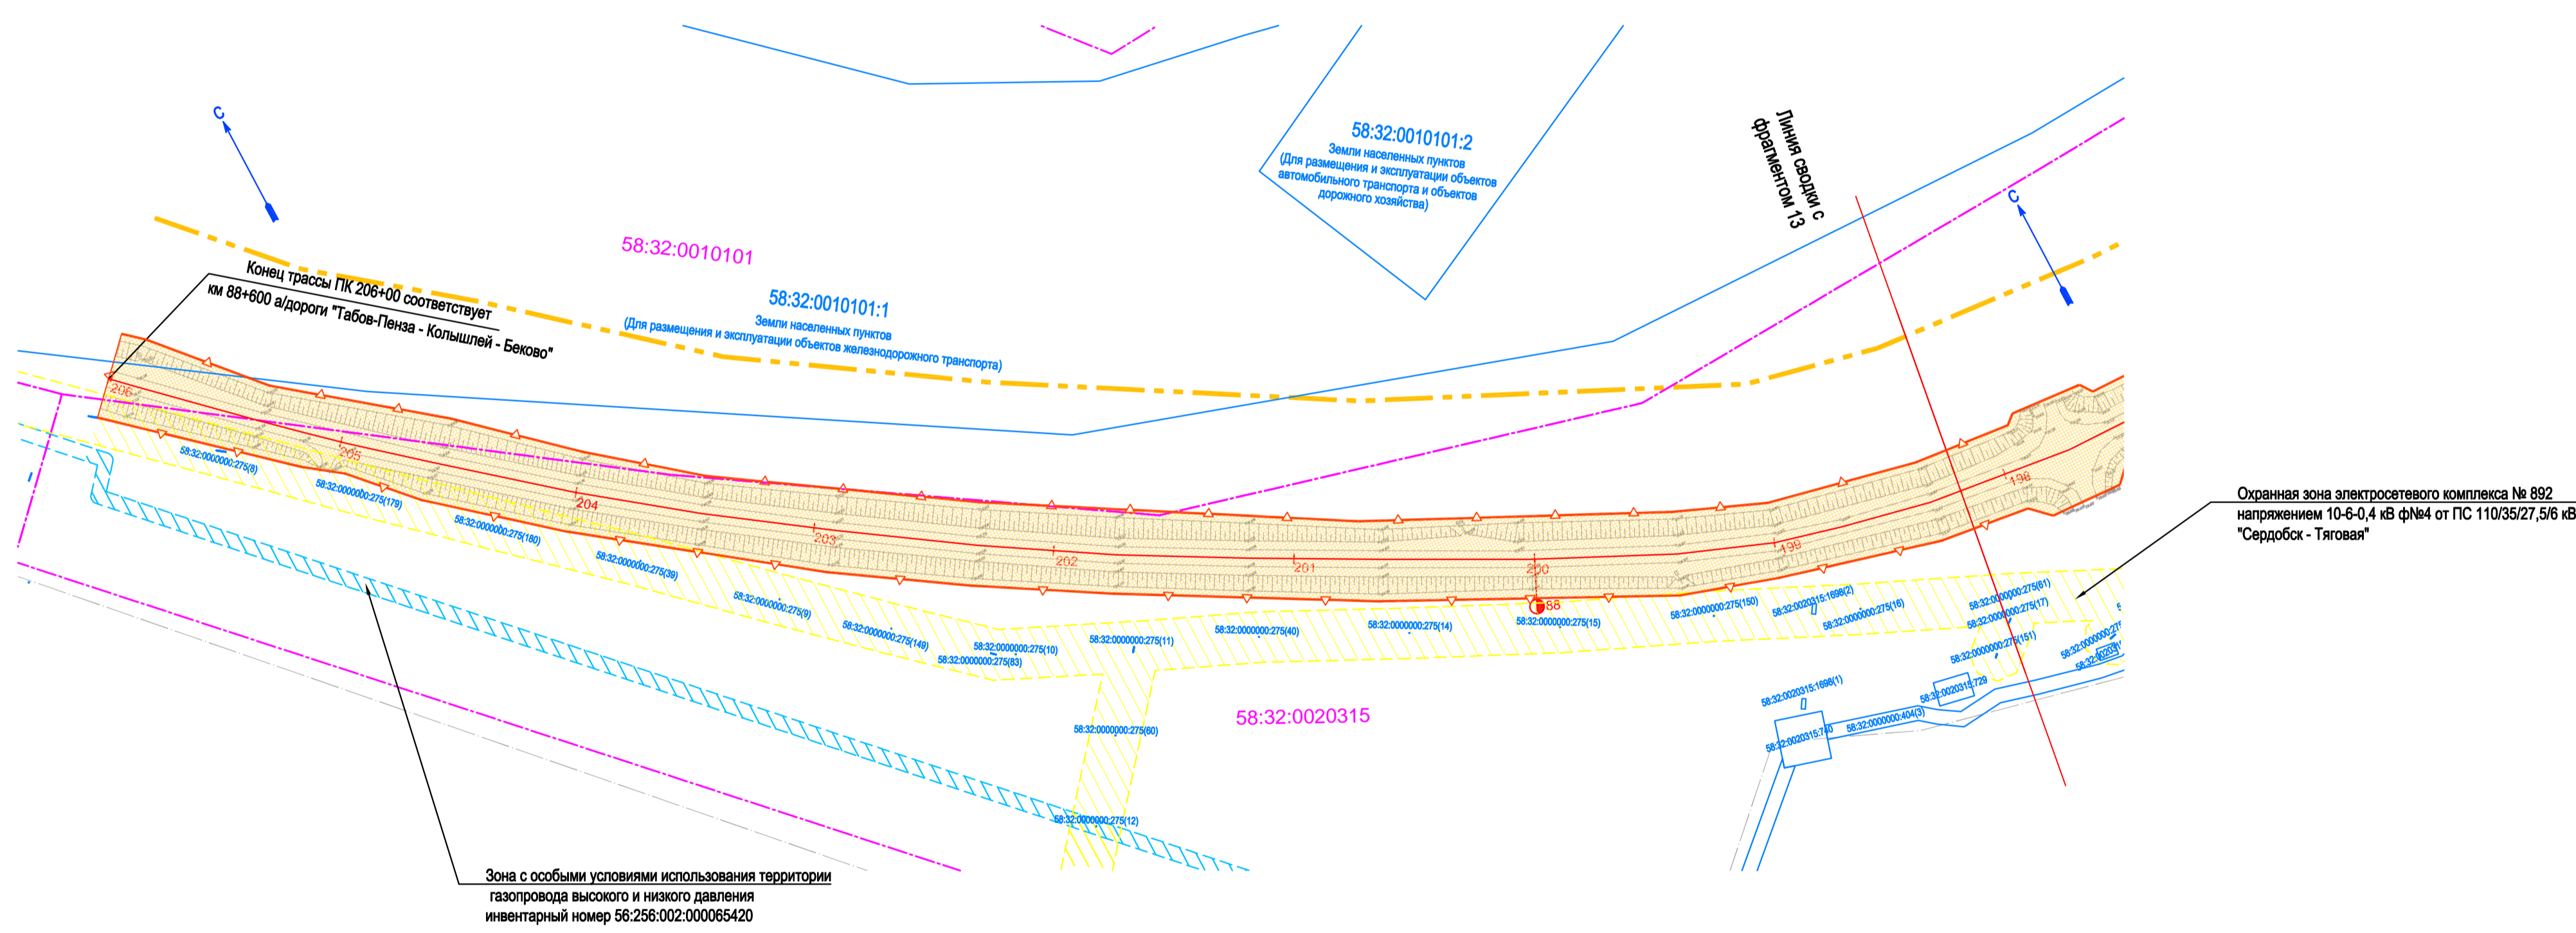 С
58:32:0010101:2
Земли населенных пунктов
(Для размещения и эксплуатации объектов
автомобильного транспорта и объектов
дорожного хозяйства)
Линия сводки с
фрагментом 13
С
58:32:0010101
Конец трассы ПК 206+00 соответствует
км 88+600 а/дороги "Табов-Пенза - Колышлей - Беково"
58:32:0010101:1
Земли населенных пунктов
(Для размещения и эксплуатации объектов железнодорожного транспорта)
206
205
204
203
202
201
200
199
198
88
58:32:0000000:275(8)
58:32:0000000:275(179)
58:32:0000000:275(180)
58:32:0000000:275(39)
58:32:0000000:275(9)
58:32:0000000:275(149)
58:32:0000000:275(10)
58:32:0000000:275(83)
58:32:0000000:275(11)
58:32:0000000:275(40)
58:32:0000000:275(14)
58:32:0000000:275(15)
58:32:0000000:275(150)
58:32:0020315:1698(2)
58:32:0000000:275(16)
58:32:0000000:275(61)
58:32:0000000:275(17)
58:32:0000000:275(151)
58:32:0000000:275
Охранная зона электросетевого комплекса № 892
напряжением 10-6-0,4 кВ ф№4 от ПС 110/35/27,5/6 кВ
"Сердобск - Тяговая"
58:32:0020315:729
58:32:0020315:1698(1)
58:32:0000000:404(3)
58:32:0020315:740
58:32:0020315
58:32:0000000:275(60)
58:32:0000000:275(12)
Зона с особыми условиями использования территории
газопровода высокого и низкого давления
инвентарный номер 56:256:002:000065420